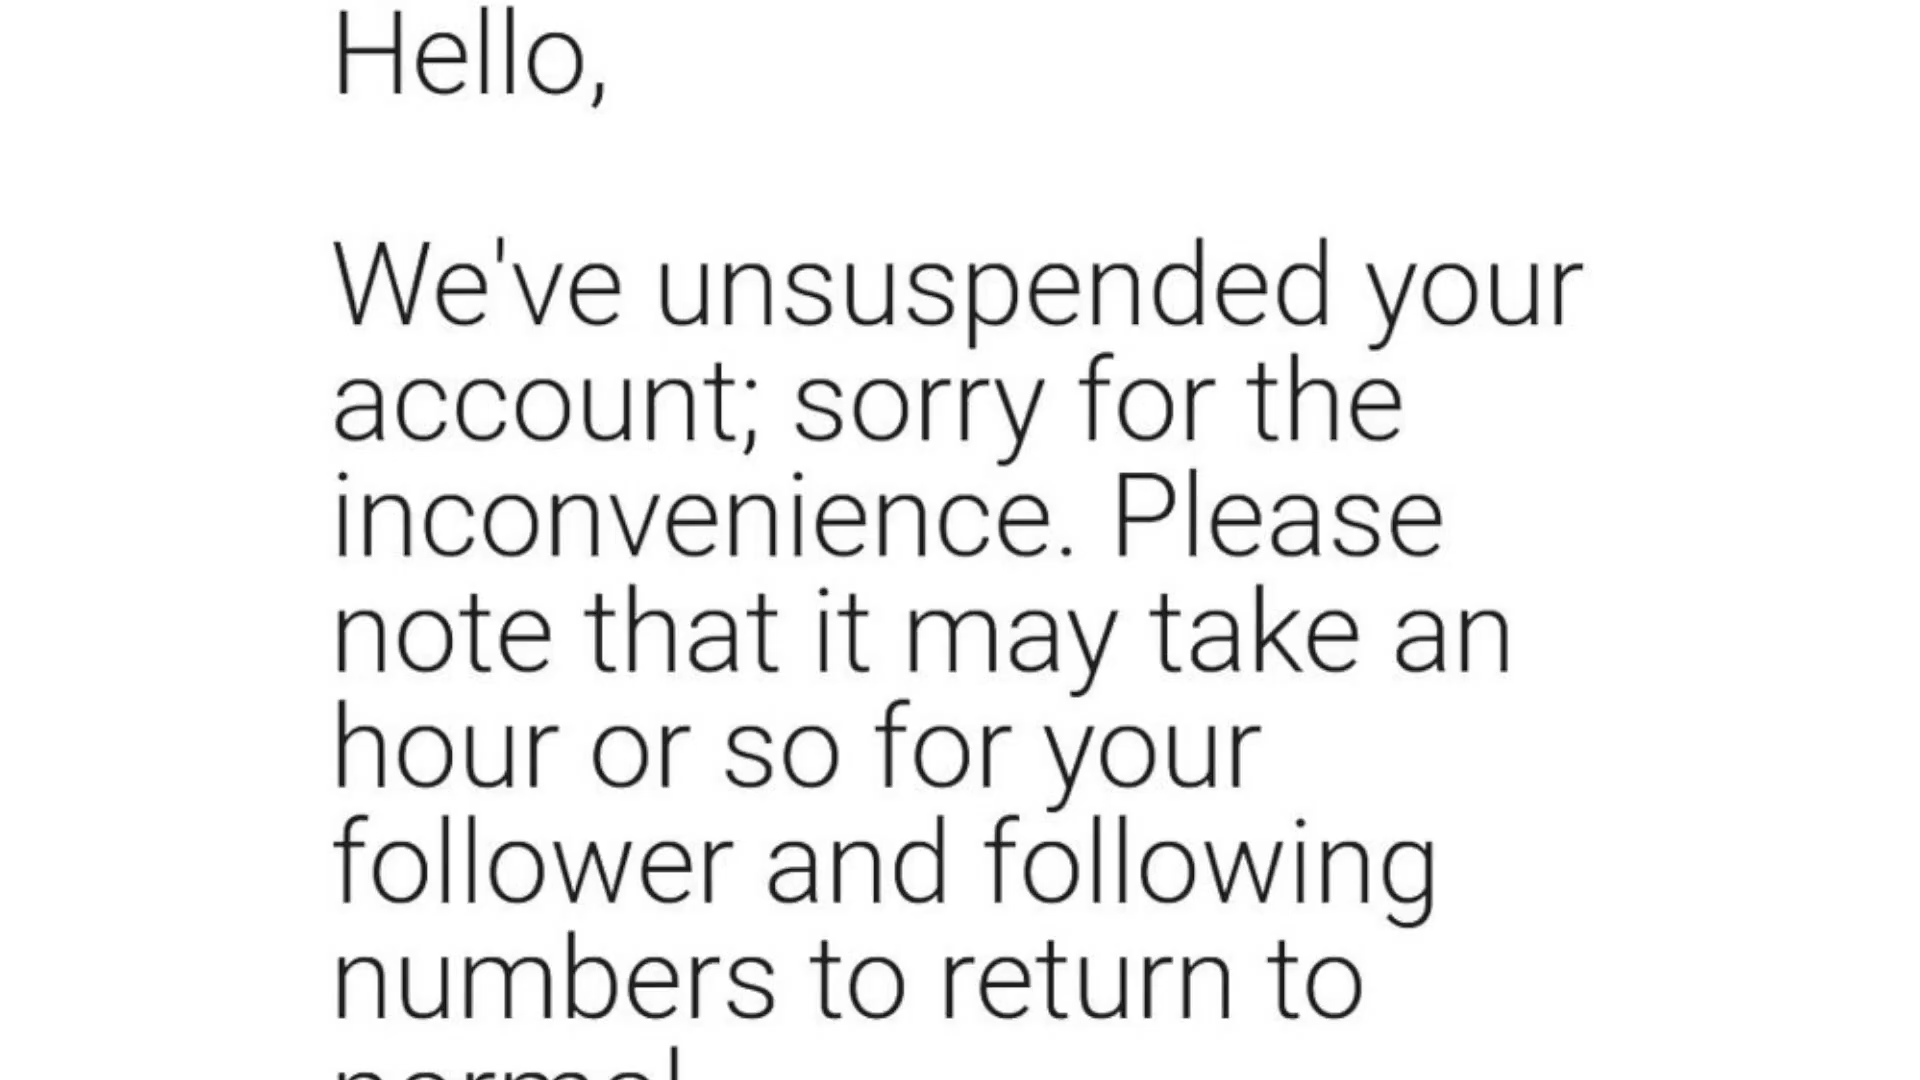 Hello,
We've unsuspended your
account; sorry for the
inconvenience. Please
note that it may take an
hour or so for your
follower and following
numbers to return to